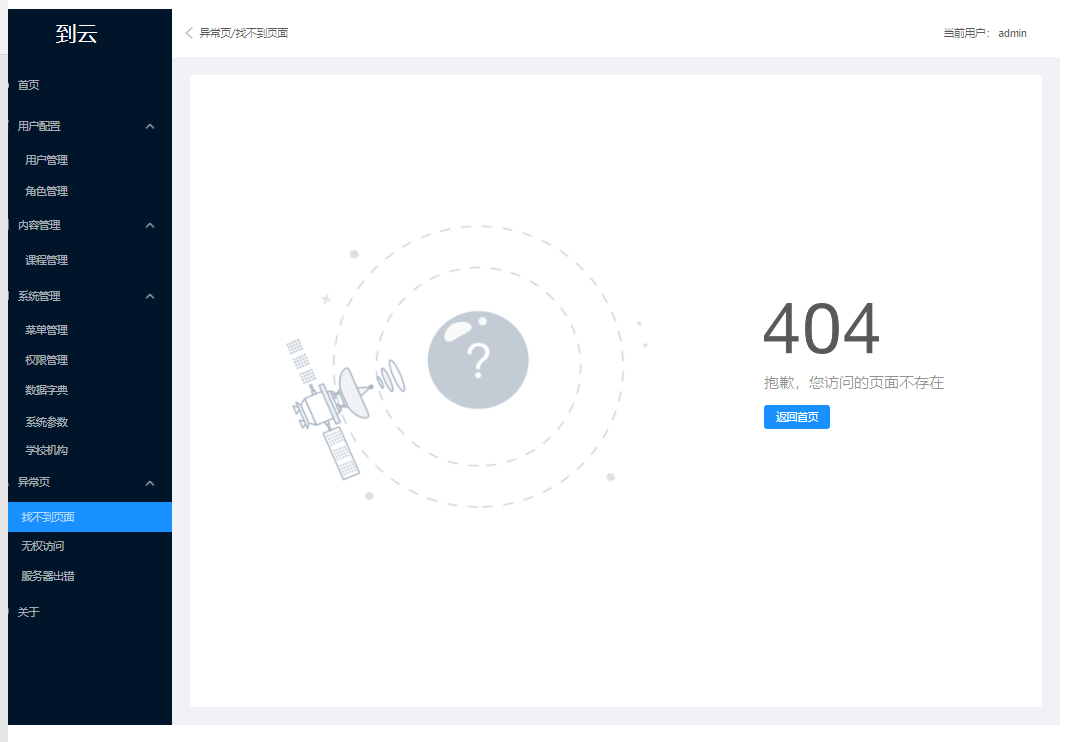 到云
异常页/找不到页面
当前用户： admin
首页
用户配置
用户管理
角色管理
内容管理
课程管理
系统管理
菜单管理
权限管理
数据字典
系统参数
学校机构
异常页
找不到页面
无权访问
服务器出错
关于
?
404
抱歉，您访问的页面不存在
返回首页